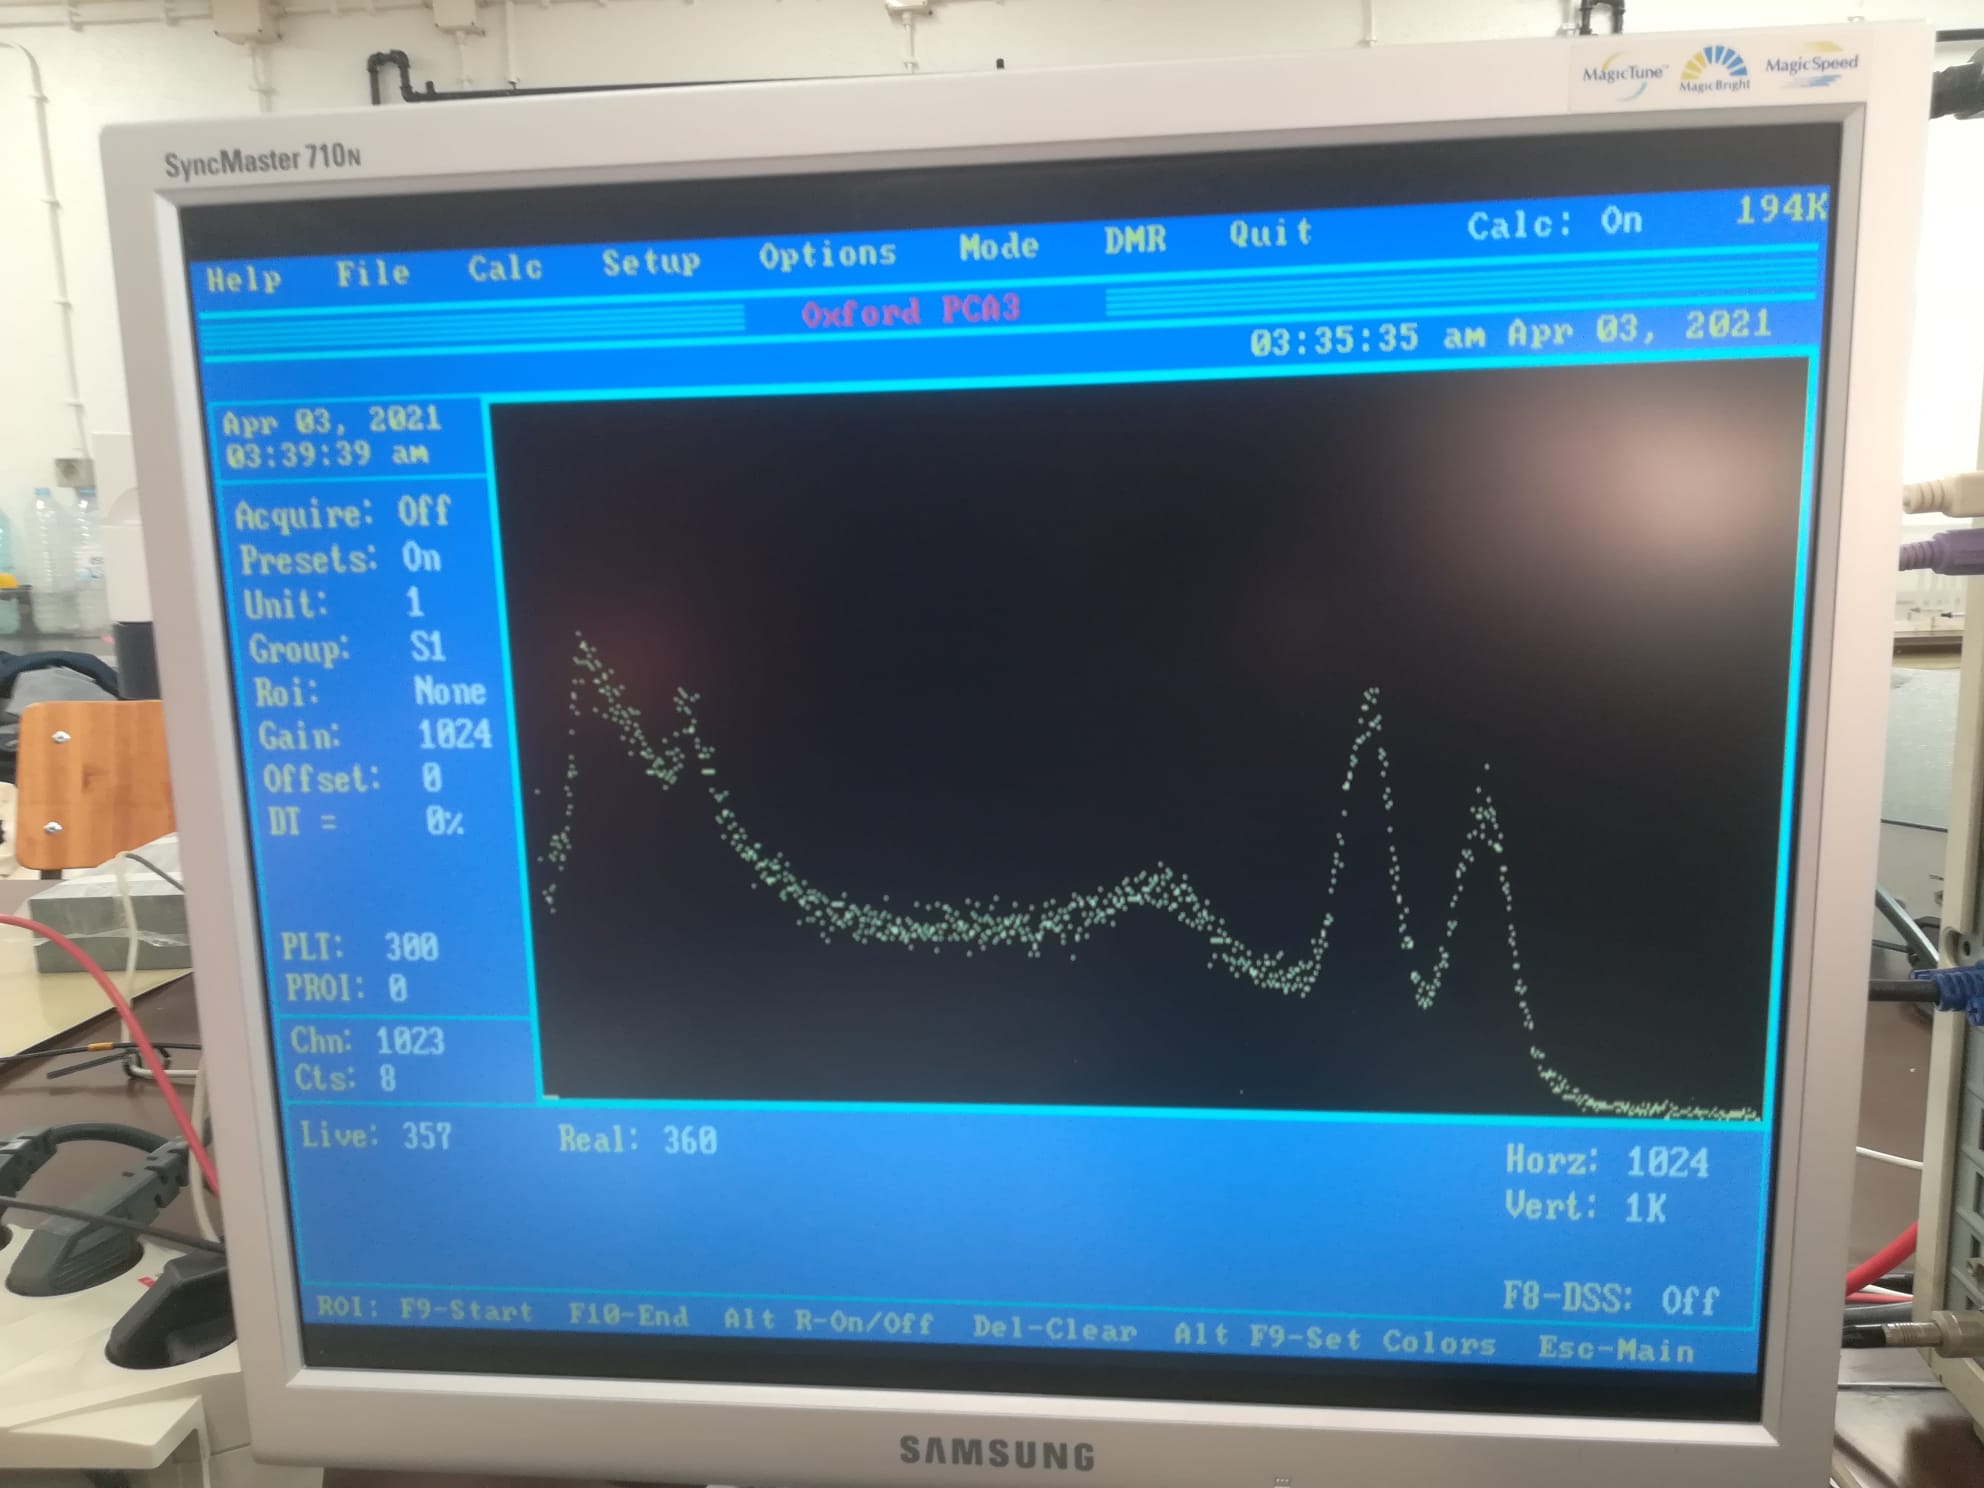 MagicTune™ MagicBright MagicSpeed
SyncMaster 710N
Help File Calc Setup Options Mode DMR Quit Calc: On 194K
Oxford PCA3
03:35:35 am Apr 03, 2021
Apr 03, 2021
03:39:39 am
Acquire: Off
Presets: On
Unit: 1
Group: S1
Roi: None
Gain: 1024
Offset: 0
DT = 0%
PLT: 300
PROI: 0
Chn: 1023
Cts: 8
Live: 357 Real: 360
Horz: 1024
Vert: 1K
F8-DSS: Off
ROI: F9-Start F10-End Alt R-On/Off Del-Clear Alt F9-Set Colors Esc-Main
SAMSUNG